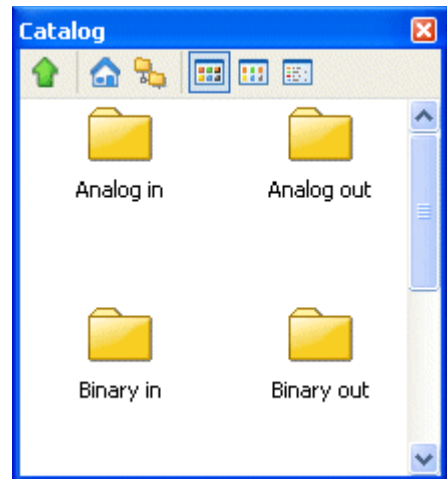 Catalog
Analog in
Analog out
Binary in
Binary out